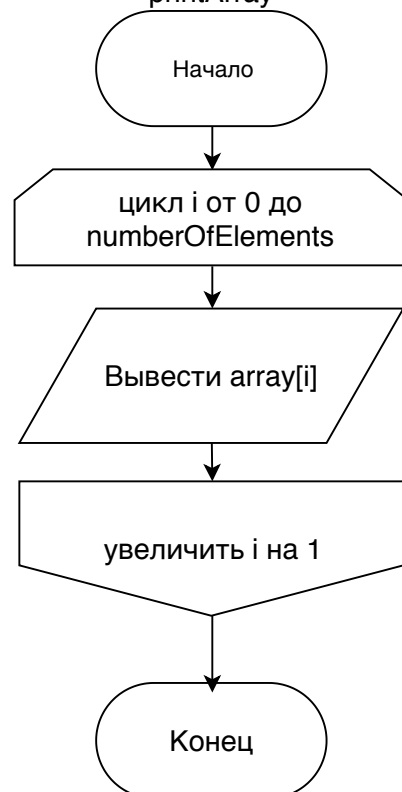 printArray
Начало
цикл i от 0 до
numberOfElements
Вывести array[i]
увеличить i на 1
Конец